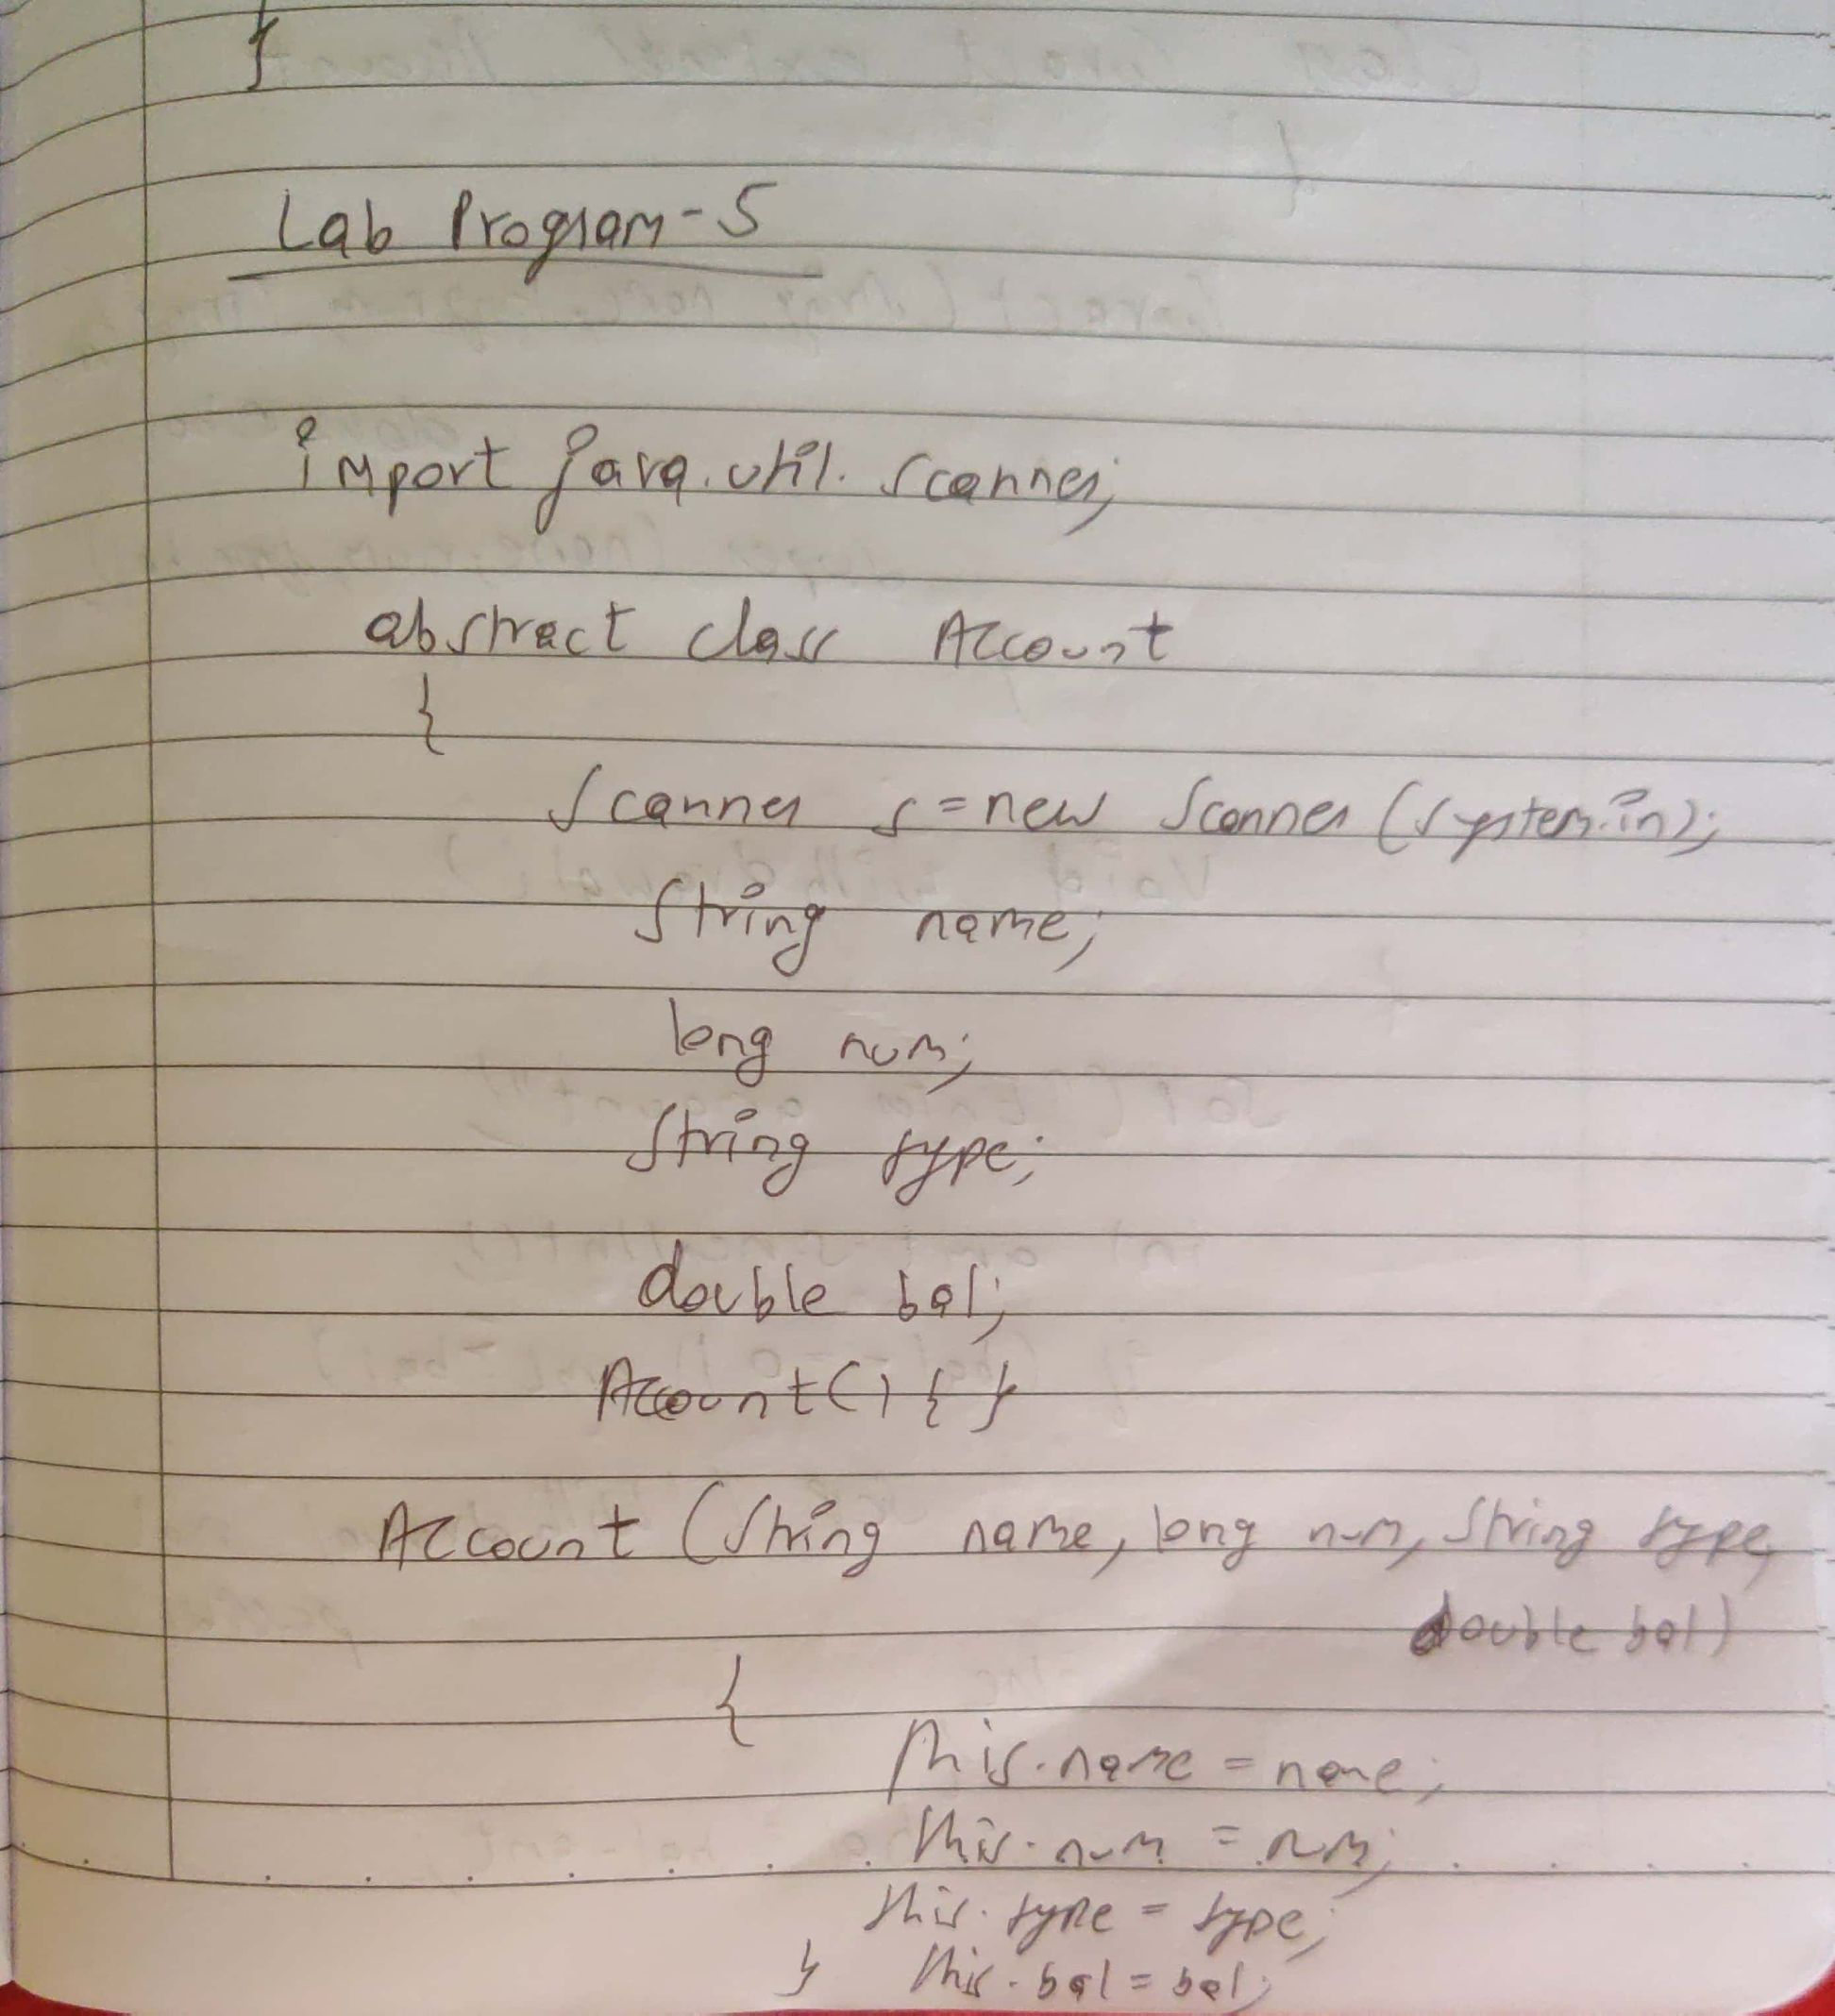 }
Lab Program-5
import java.util.Scanner;
abstract class Account
{
Scanner s=new Scanner(System.in);
String name;
long num;
String type;
double bal;
Account(){}
Account (String name, long num, String type,
double bal)
{
this.name = name;
this.num = num;
this.type = type;
} this.bal = bal;